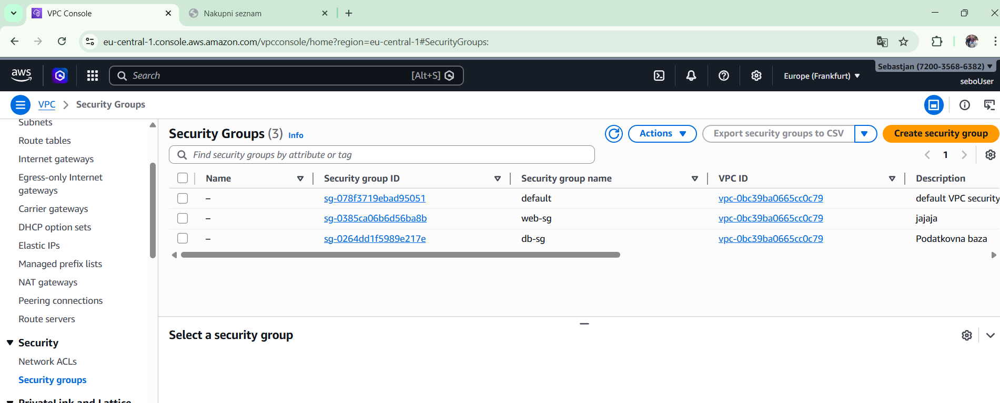 VPC Console
Nakupni seznam
eu-central-1.console.aws.amazon.com/vpcconsole/home?region=eu-central-1#SecurityGroups:
aws
Search
[Alt+S]
Europe (Frankfurt)
Sebastjan (7200-3568-6382)
seboUser
VPC
Security Groups
Subnets
Route tables
Internet gateways
Egress-only Internet
gateways
Carrier gateways
DHCP option sets
Elastic IPs
Managed prefix lists
NAT gateways
Peering connections
Route servers
Security
Network ACLs
Security groups
PrivateLink and Lattice
Security Groups (3) Info
Actions
Export security groups to CSV
Create security group
Find security groups by attribute or tag
1
Name Security group ID Security group name VPC ID Description
– sg-078f3719ebad95051 default vpc-0bc39ba0665cc0c79 default VPC security
– sg-0385ca06b6d56ba8b web-sg vpc-0bc39ba0665cc0c79 jajaja
– sg-0264dd1f5989e217e db-sg vpc-0bc39ba0665cc0c79 Podatkovna baza
Select a security group